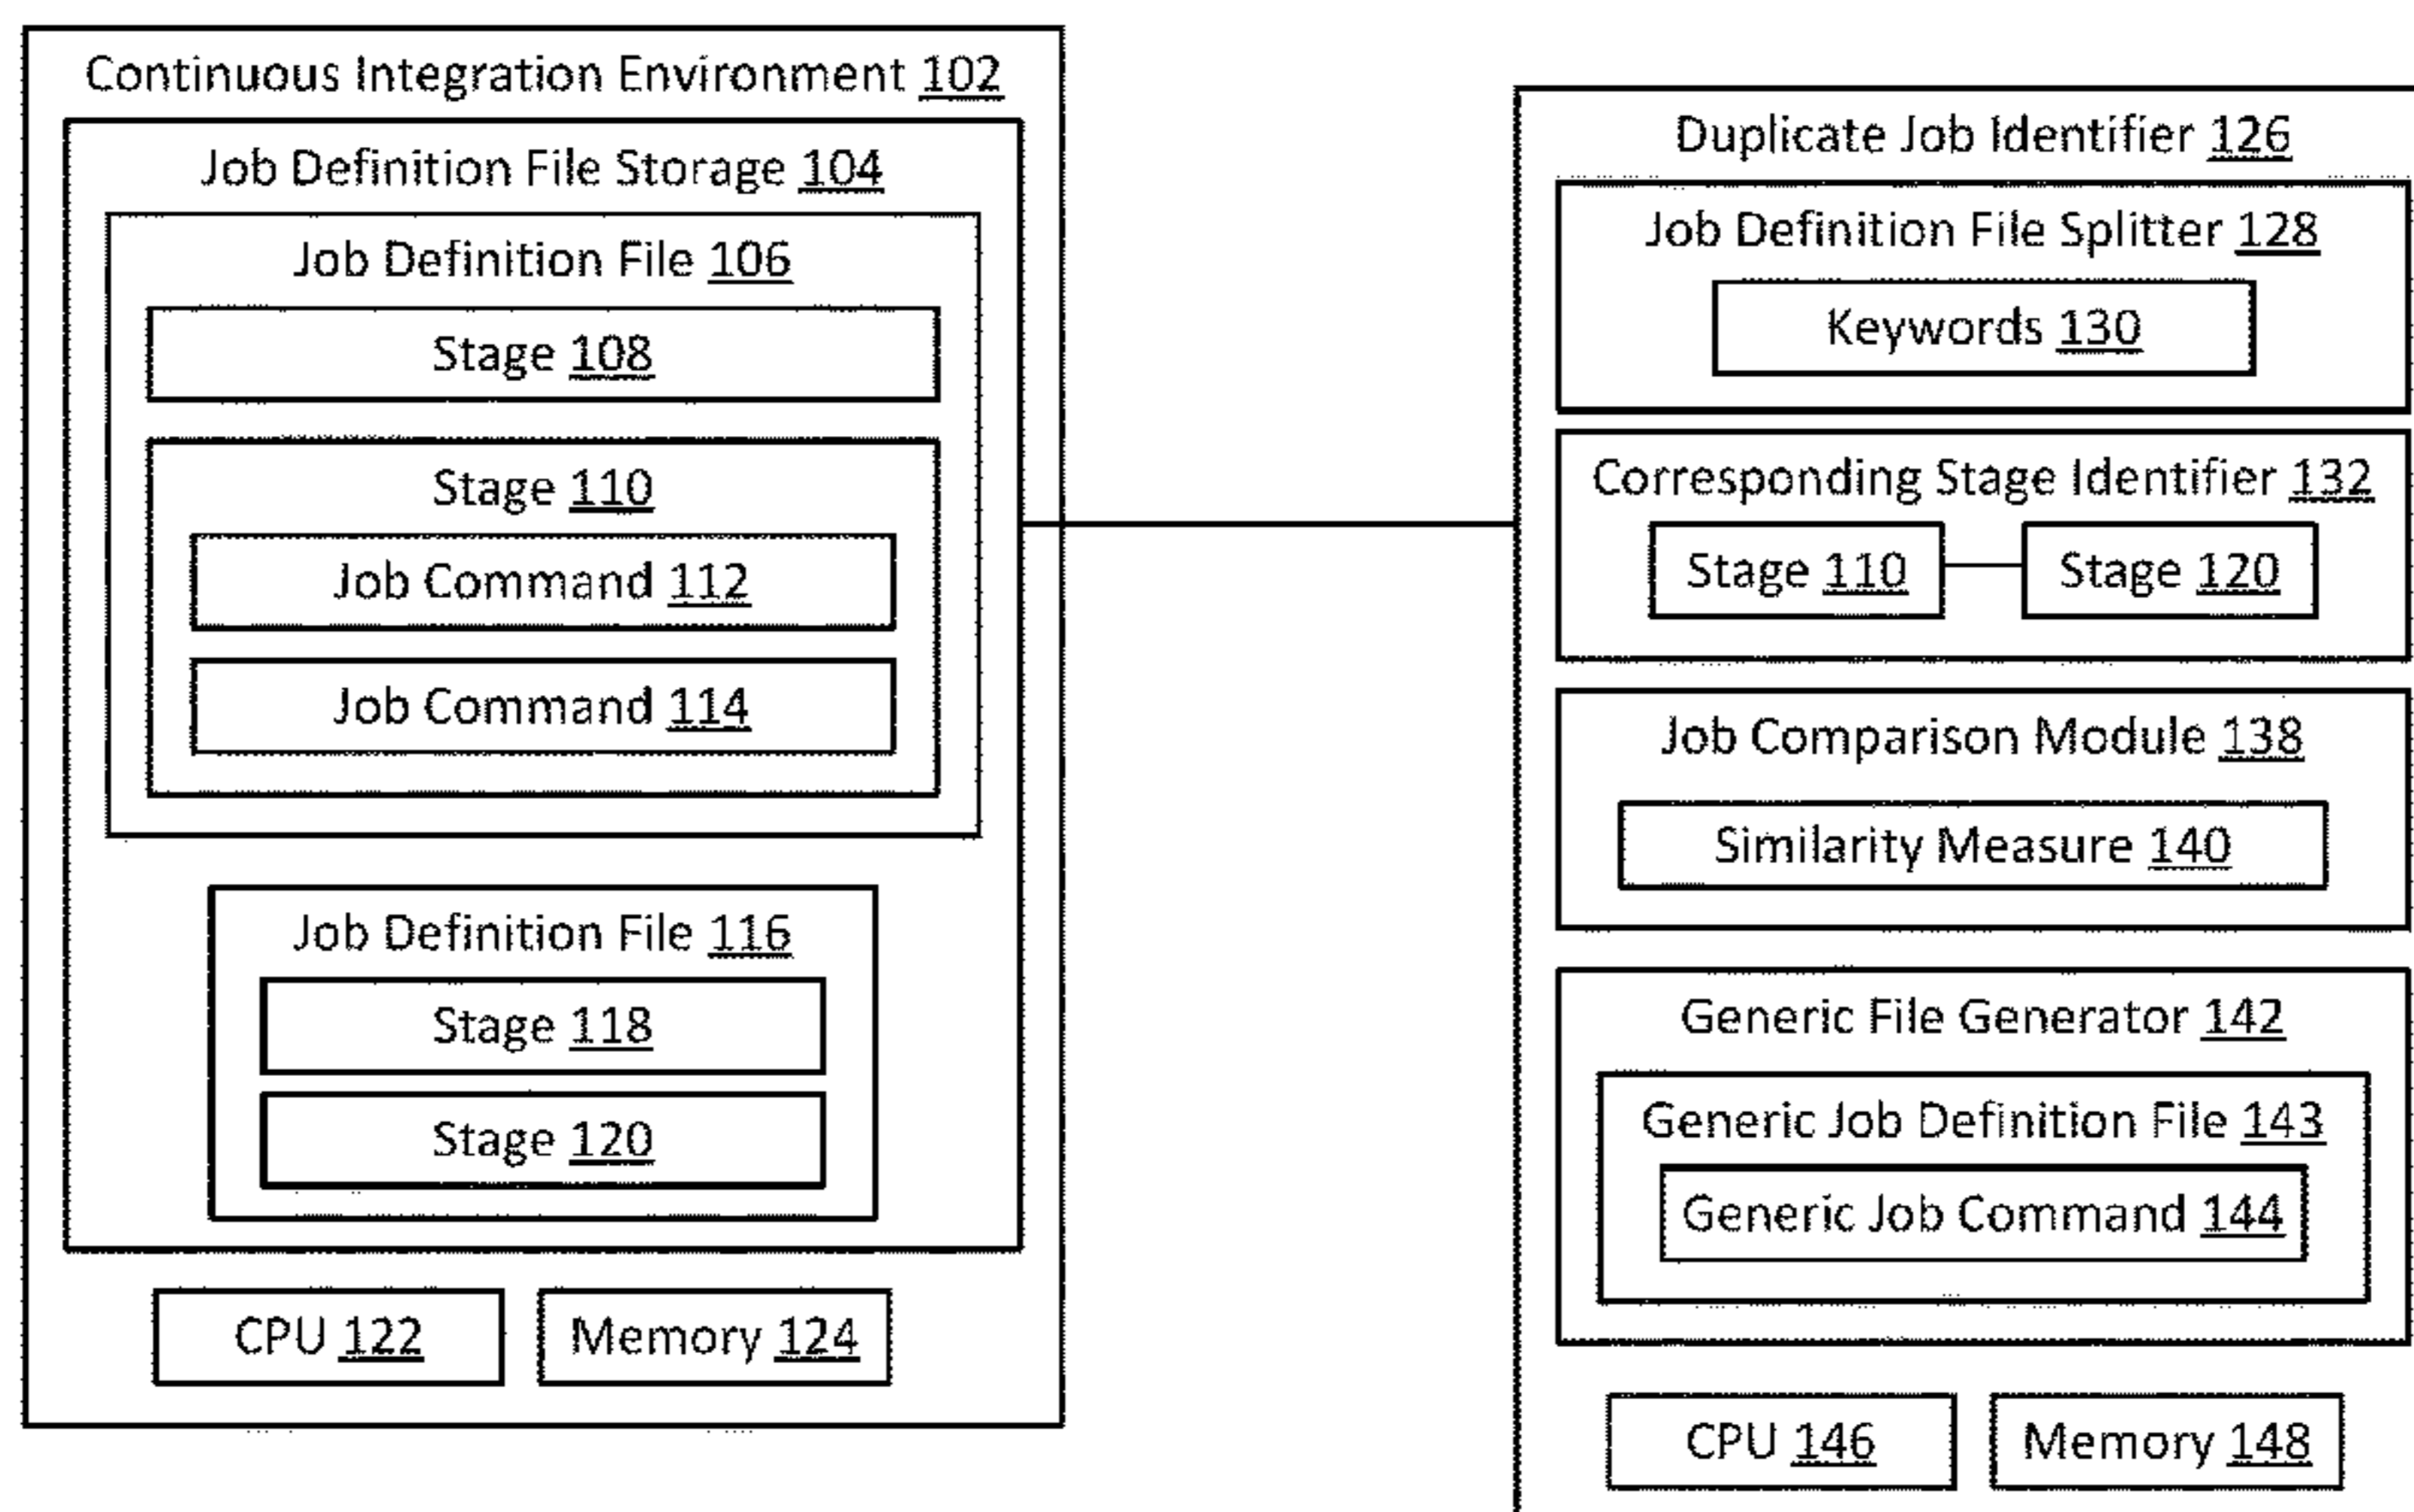 Continuous Integration Environment 102
Job Definition File Storage 104
Job Definition File 106
Stage 108
Stage 110
Job Command 112
Job Command 114
Job Definition File 116
Stage 118
Stage 120
CPU 122
Memory 124
Duplicate Job Identifier 126
Job Definition File Splitter 128
Keywords 130
Corresponding Stage Identifier 132
Stage 110
Stage 120
Job Comparison Module 138
Similarity Measure 140
Generic File Generator 142
Generic Job Definition File 143
Generic Job Command 144
CPU 146
Memory 148